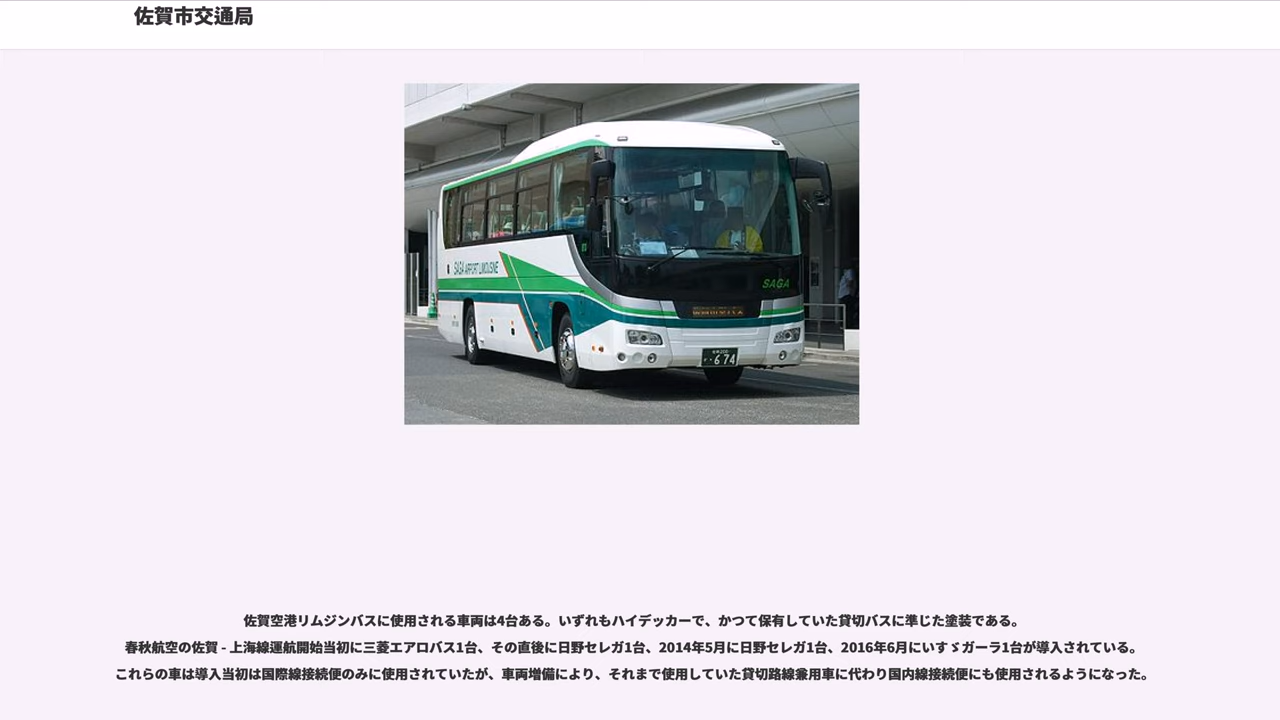 佐賀市交通局
SAGA AIRPORT LIMOUSINE
SAGA
674
佐賀空港リムジンバスに使用される車両は4台ある。いずれもハイデッカーで、かつて保有していた貸切バスに準じた塗装である。
春秋航空の佐賀 - 上海線運航開始当初に三菱エアロバス1台、その直後に日野セレガ1台、2014年5月に日野セレガ1台、2016年6月にいすゞガーラ1台が導入されている。
これらの車は導入当初は国際線接続便のみに使用されていたが、車両増備により、それまで使用していた貸切路線兼用車に代わり国内線接続便にも使用されるようになった。